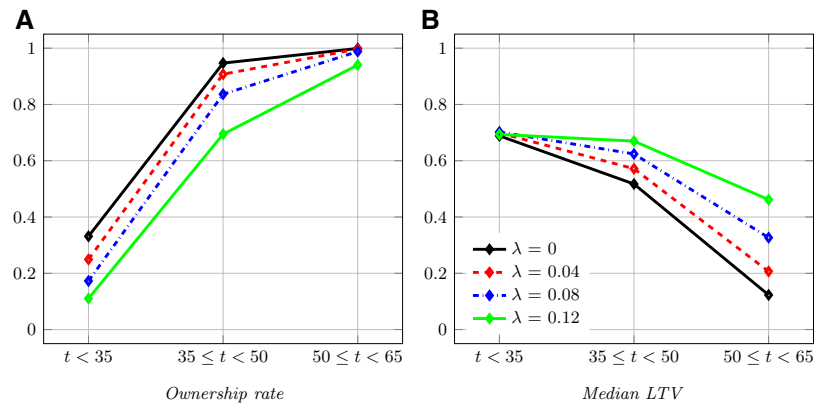 A
1
0.8
0.6
0.4
0.2
0
t < 35
35 ≤ t < 50
50 ≤ t < 65
Ownership rate
B
1
0.8
0.6
0.4
0.2
0
λ = 0
λ = 0.04
λ = 0.08
λ = 0.12
t < 35
35 ≤ t < 50
50 ≤ t < 65
Median LTV